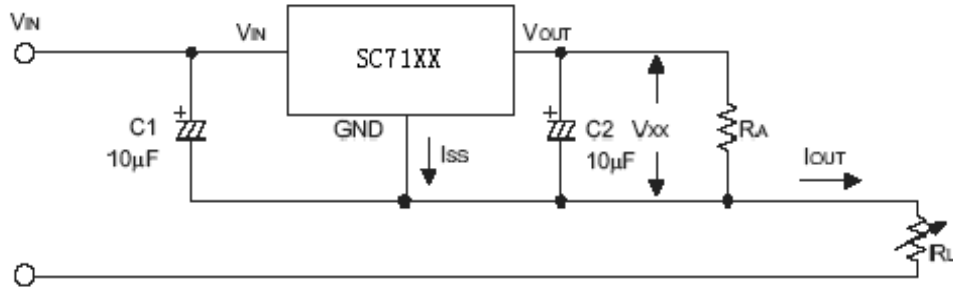 VIN
VIN
SC71XX
VOUT
GND
C1
10μF
ISS
C2
10μF
VXX
RA
IOUT
RL